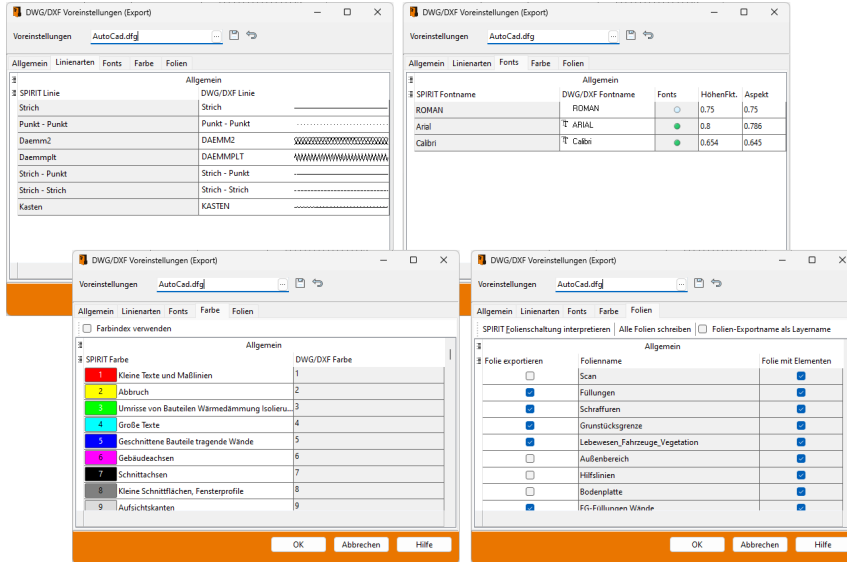 DWG/DXF Voreinstellungen (Export)
Voreinstellungen AutoCad.dfg ...
Allgemein Linienarten Fonts Farbe Folien
Allgemein
SPIRIT Linie DWG/DXF Linie
Strich Strich
Punkt - Punkt Punkt - Punkt
Daemm2 DAEMM2
Daemmplt DAEMMPLT
Strich - Punkt Strich - Punkt
Strich - Strich Strich - Strich
Kasten KASTEN
DWG/DXF Voreinstellungen (Export)
Voreinstellungen AutoCad.dfg ...
Allgemein Linienarten Fonts Farbe Folien
Allgemein
SPIRIT Fontname DWG/DXF Fontname Fonts HöhenFkt. Aspekt
ROMAN ROMAN 0.75 0.75
Arial ARIAL 0.8 0.786
Calibri Calibri 0.654 0.645
DWG/DXF Voreinstellungen (Export)
Voreinstellungen AutoCad.dfg ...
Allgemein Linienarten Fonts Farbe Folien
Farbindex verwenden
Allgemein
SPIRIT Farbe DWG/DXF Farbe
1 Kleine Texte und Maßlinien 1
2 Abbruch 2
3 Umrisse von Bauteilen Wärmedämmung Isolieru... 3
4 Große Texte 4
5 Geschnittene Bauteile tragende Wände 5
6 Gebäudeachsen 6
7 Schnittachsen 7
8 Kleine Schnittflächen, Fensterprofile 8
9 Aufsichtskanten 9
OK Abbrechen Hilfe
DWG/DXF Voreinstellungen (Export)
Voreinstellungen AutoCad.dfg ...
Allgemein Linienarten Fonts Farbe Folien
SPIRIT Folienschaltung interpretieren Alle Folien schreiben Folien-Exportname als Layername
Allgemein
Folie exportieren Folienname Folie mit Elementen
Scan
Füllungen
Schraffuren
Grunstücksgrenze
Lebewesen_Fahrzeuge_Vegetation
Außenbereich
Hilfslinien
Bodenplatte
EG-Füllungen Wände
OK Abbrechen Hilfe